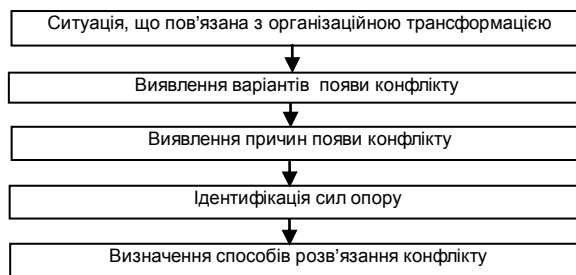 Ситуація, що пов’язана з організаційною трансформацією
Виявлення варіантів появи конфлікту
Виявлення причин появи конфлікту
Ідентифікація сил опору
Визначення способів розв’язання конфлікту